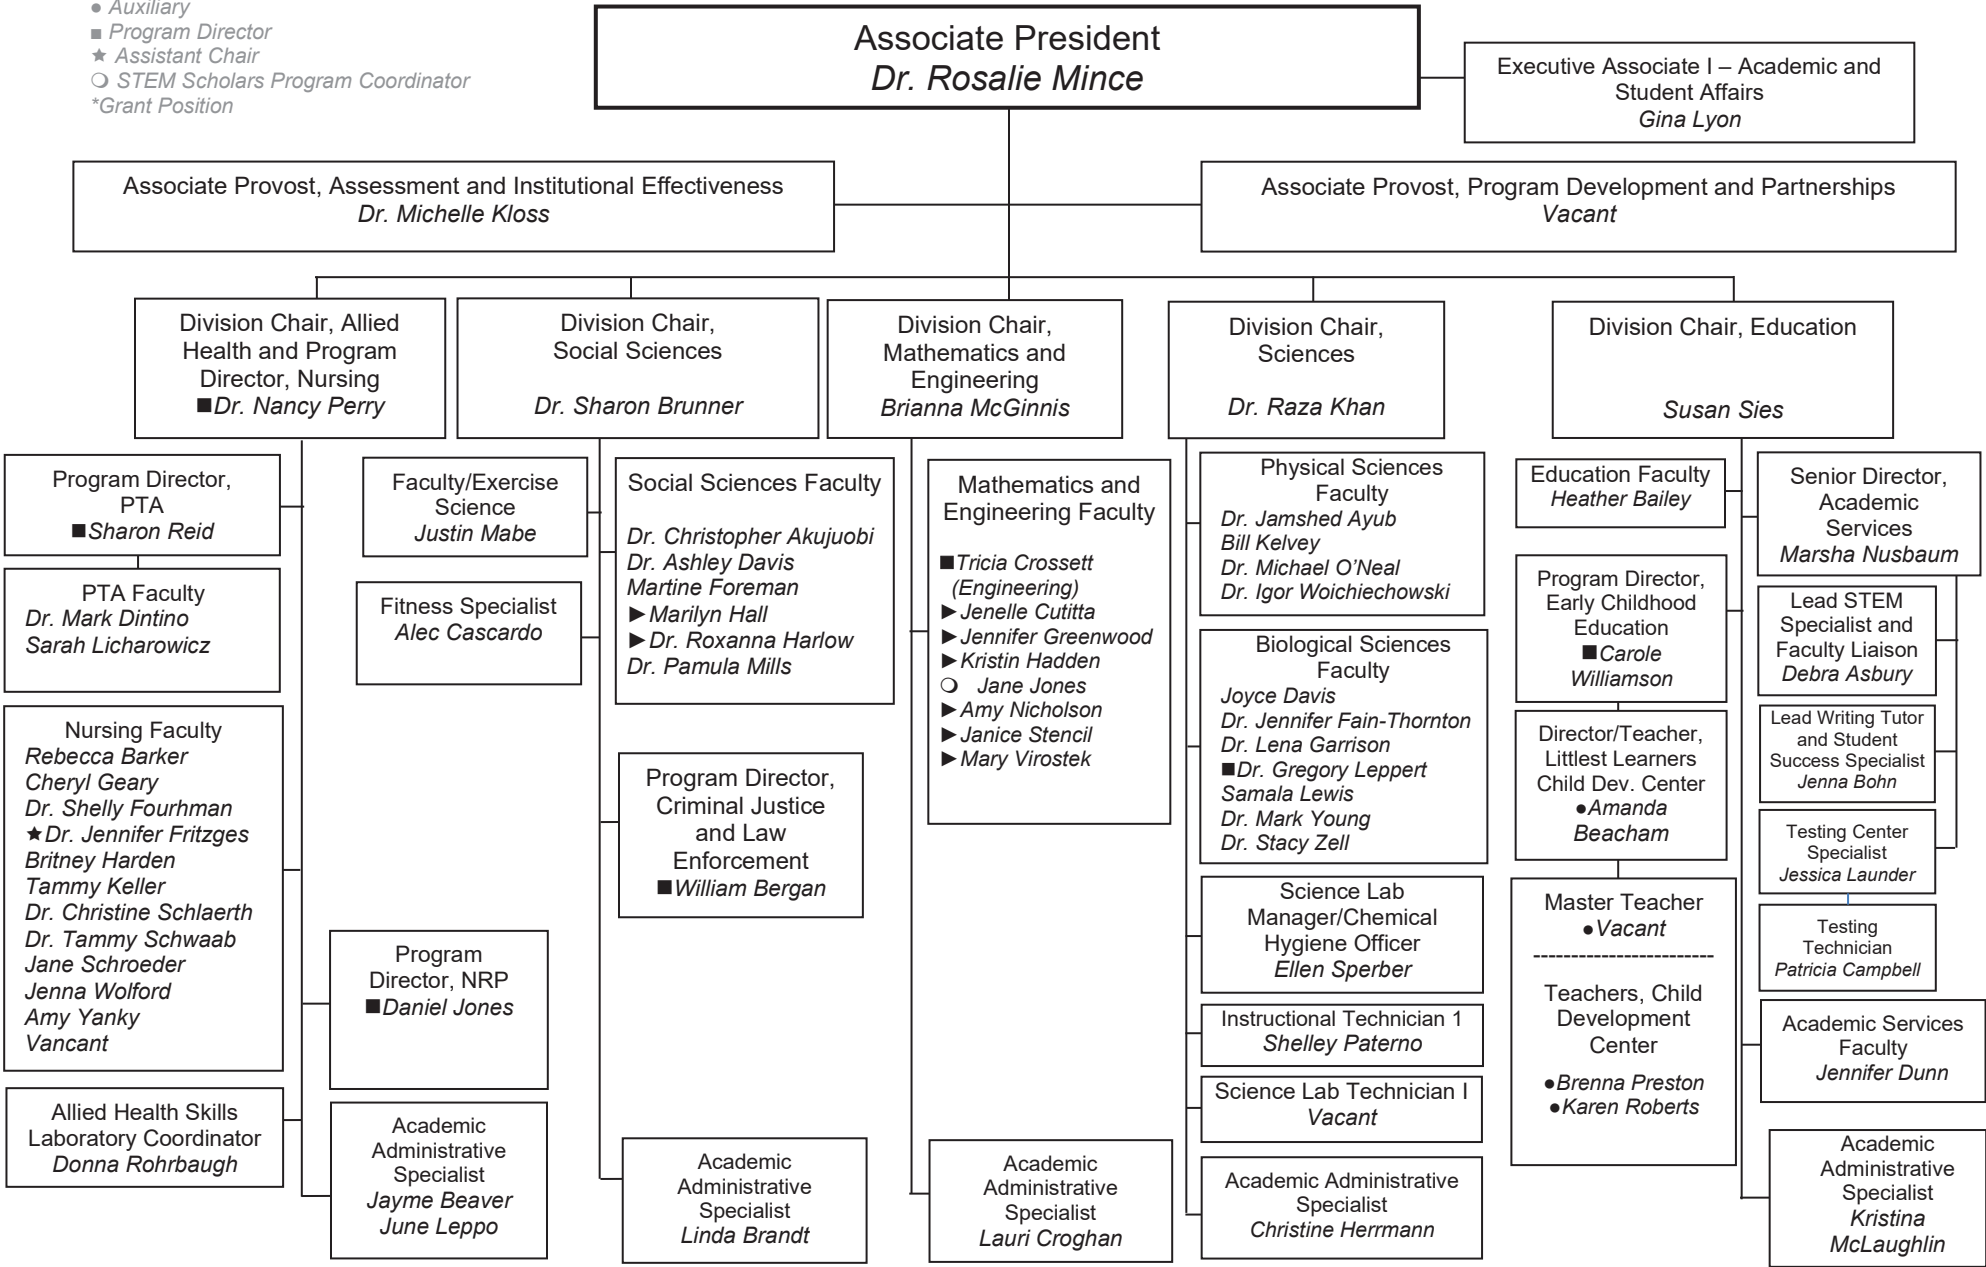 ● Auxiliary
■ Program Director
★ Assistant Chair
❍ STEM Scholars Program Coordinator
*Grant Position
Associate President
Dr. Rosalie Mince
Executive Associate I – Academic and
Student Affairs
Gina Lyon
Associate Provost, Assessment and Institutional Effectiveness
Dr. Michelle Kloss
Associate Provost, Program Development and Partnerships
Vacant
Division Chair, Allied
Health and Program
Director, Nursing
■Dr. Nancy Perry
Division Chair,
Social Sciences
Dr. Sharon Brunner
Division Chair,
Mathematics and
Engineering
Brianna McGinnis
Division Chair,
Sciences
Dr. Raza Khan
Division Chair, Education
Susan Sies
Program Director,
PTA
■Sharon Reid
PTA Faculty
Dr. Mark Dintino
Sarah Licharowicz
Nursing Faculty
Rebecca Barker
Cheryl Geary
Dr. Shelly Fourhman
★Dr. Jennifer Fritzges
Britney Harden
Tammy Keller
Dr. Christine Schlaerth
Dr. Tammy Schwaab
Jane Schroeder
Jenna Wolford
Amy Yanky
Vancant
Allied Health Skills
Laboratory Coordinator
Donna Rohrbaugh
Program
Director, NRP
■Daniel Jones
Academic
Administrative
Specialist
Jayme Beaver
June Leppo
Faculty/Exercise
Science
Justin Mabe
Fitness Specialist
Alec Cascardo
Social Sciences Faculty
Dr. Christopher Akujuobi
Dr. Ashley Davis
Martine Foreman
►Marilyn Hall
►Dr. Roxanna Harlow
Dr. Pamula Mills
Program Director,
Criminal Justice
and Law
Enforcement
■William Bergan
Academic
Administrative
Specialist
Linda Brandt
Mathematics and
Engineering Faculty
■Tricia Crossett
(Engineering)
►Jenelle Cutitta
►Jennifer Greenwood
►Kristin Hadden
❍ Jane Jones
►Amy Nicholson
►Janice Stencil
►Mary Virostek
Academic
Administrative
Specialist
Lauri Croghan
Physical Sciences
Faculty
Dr. Jamshed Ayub
Bill Kelvey
Dr. Michael O’Neal
Dr. Igor Woichiechowski
Biological Sciences
Faculty
Joyce Davis
Dr. Jennifer Fain-Thornton
Dr. Lena Garrison
■Dr. Gregory Leppert
Samala Lewis
Dr. Mark Young
Dr. Stacy Zell
Science Lab
Manager/Chemical
Hygiene Officer
Ellen Sperber
Instructional Technician 1
Shelley Paterno
Science Lab Technician I
Vacant
Academic Administrative
Specialist
Christine Herrmann
Education Faculty
Heather Bailey
Program Director,
Early Childhood
Education
■Carole
Williamson
Director/Teacher,
Littlest Learners
Child Dev. Center
●Amanda
Beacham
Master Teacher
●Vacant
------------------------
Teachers, Child
Development
Center
●Brenna Preston
●Karen Roberts
Senior Director,
Academic
Services
Marsha Nusbaum
Lead STEM
Specialist and
Faculty Liaison
Debra Asbury
Lead Writing Tutor
and Student
Success Specialist
Jenna Bohn
Testing Center
Specialist
Jessica Launder
Testing
Technician
Patricia Campbell
Academic Services
Faculty
Jennifer Dunn
Academic
Administrative
Specialist
Kristina
McLaughlin